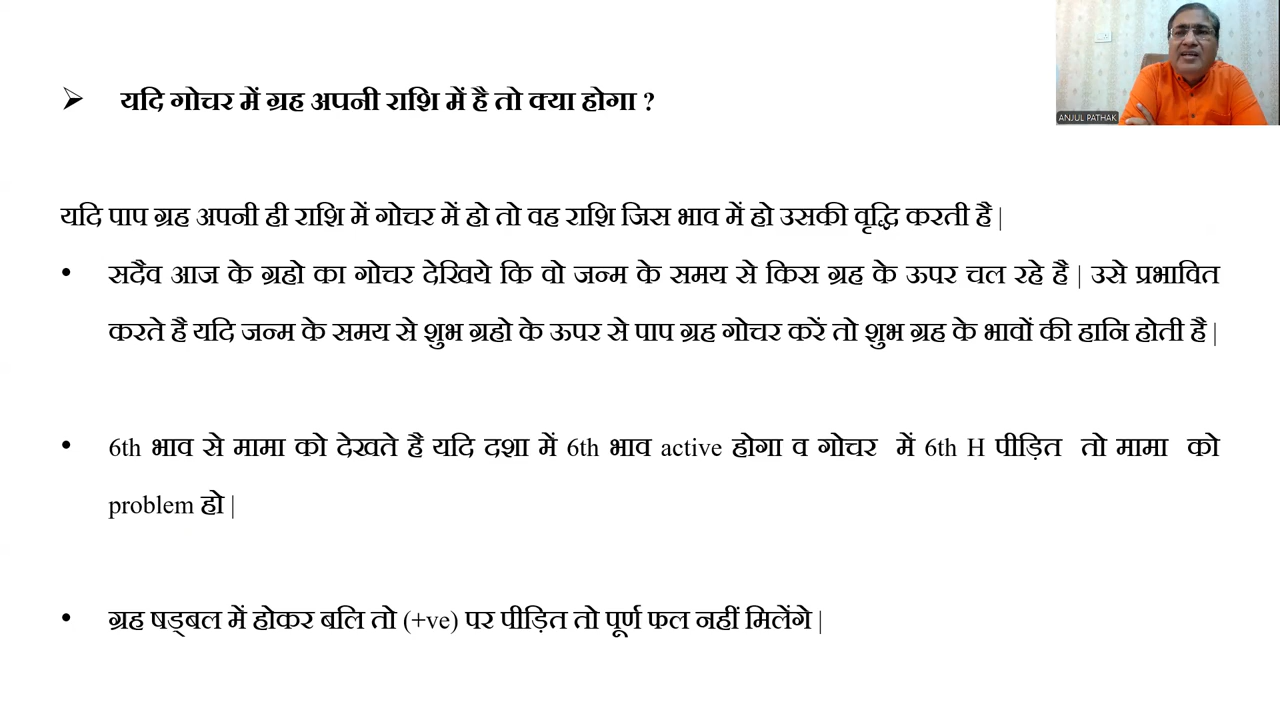 ➢ यदि गोचर में ग्रह अपनी राशि में है तो क्या होगा ?
ANJUL PATHAK
यदि पाप ग्रह अपनी ही राशि में गोचर में हो तो वह राशि जिस भाव में हो उसकी वृद्धि करती है |
• सदैव आज के ग्रहो का गोचर देखिये कि वो जन्म के समय से किस ग्रह के ऊपर चल रहे है | उसे प्रभावित
करते है यदि जन्म के समय से शुभ ग्रहो के ऊपर से पाप ग्रह गोचर करें तो शुभ ग्रह के भावों की हानि होती है |
• 6th भाव से मामा को देखते है यदि दशा में 6th भाव active होगा व गोचर में 6th H पीड़ित तो मामा को
problem हो |
• ग्रह षड्बल में होकर बलि तो (+ve) पर पीड़ित तो पूर्ण फल नहीं मिलेंगे |